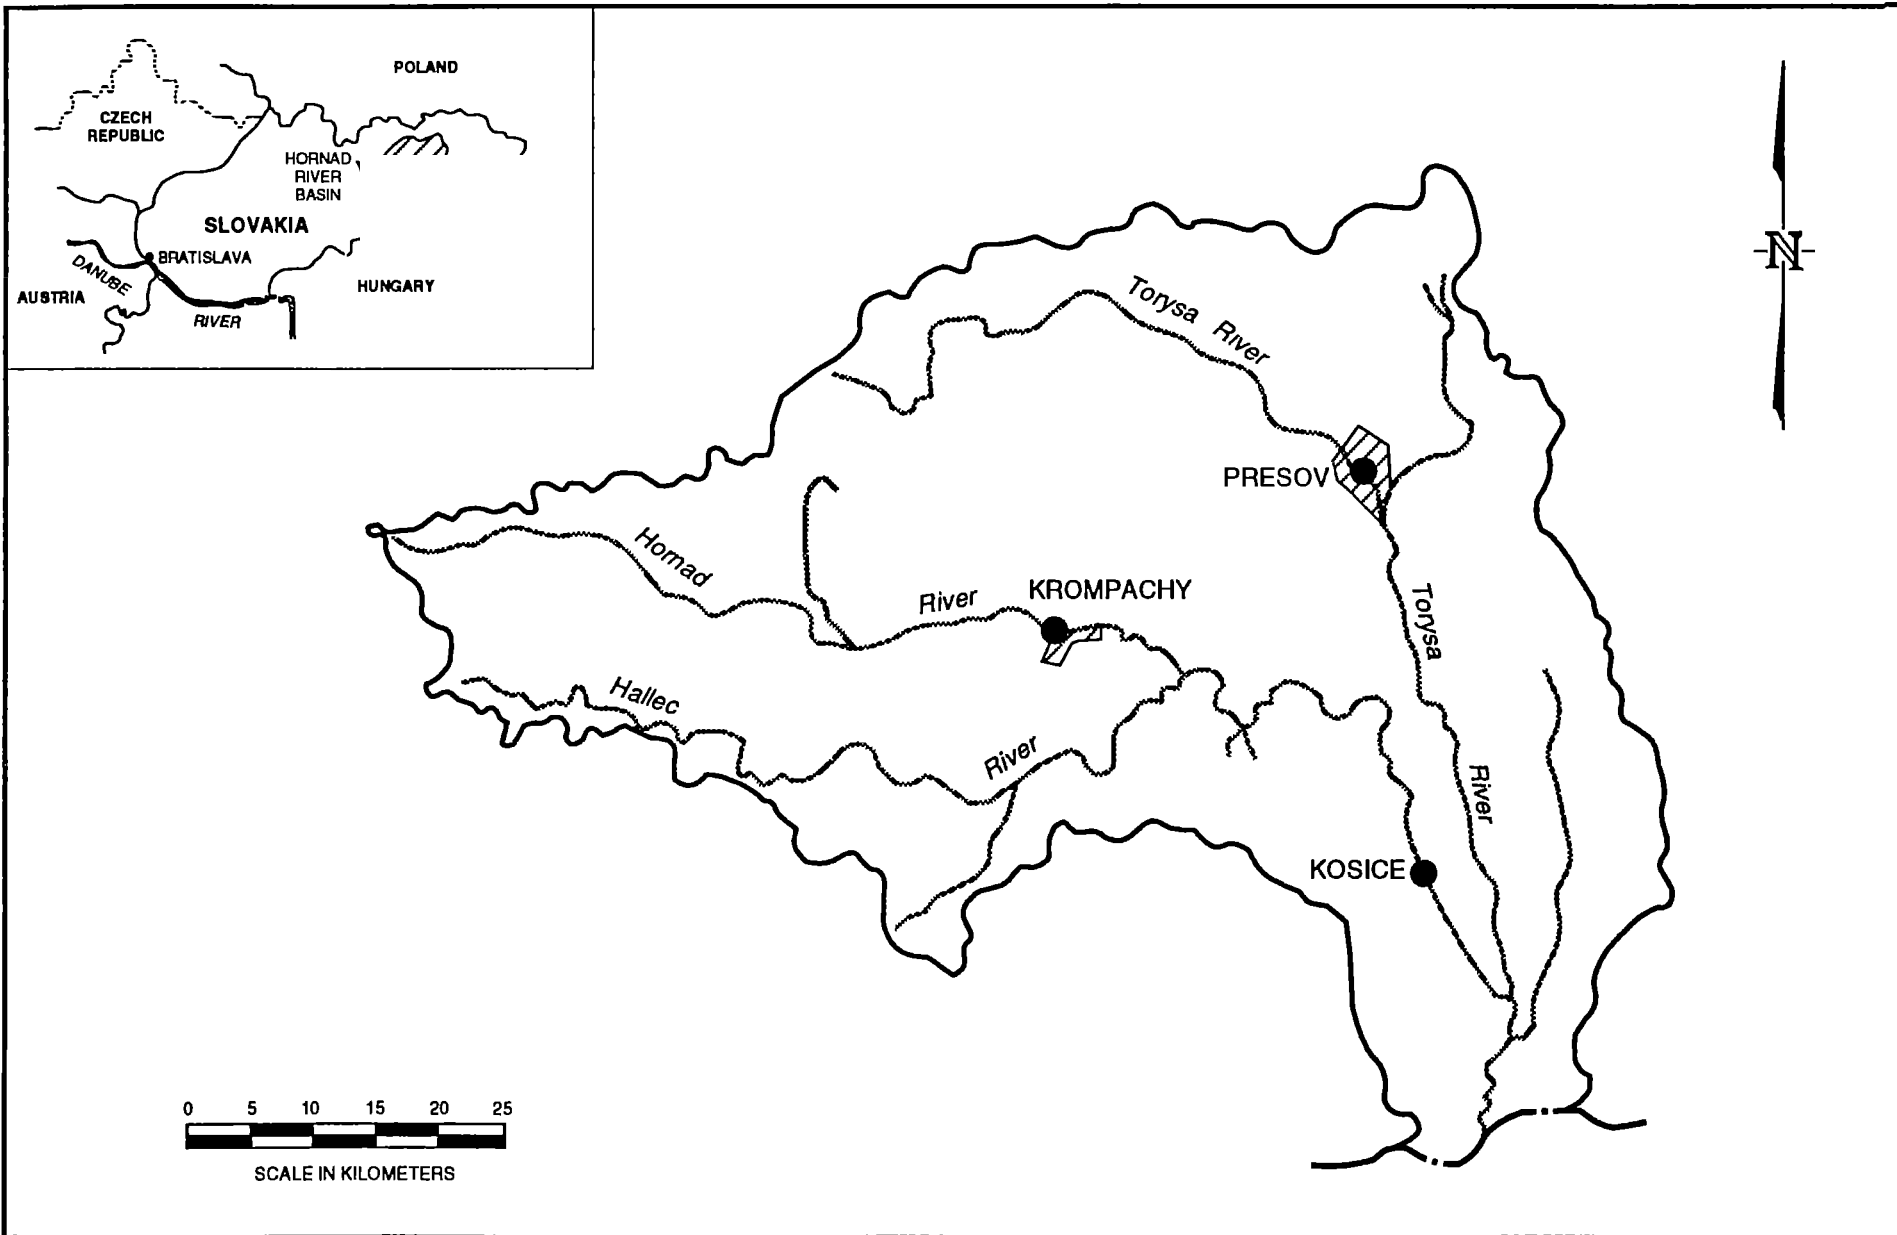 POLAND
CZECH
REPUBLIC
HORNAD
RIVER
BASIN
SLOVAKIA
BRATISLAVA
DANUBE
RIVER
AUSTRIA
HUNGARY
N
Torysa River
PRESOV
Hornad
River
KROMPACHY
Torysa
River
Hallec
River
KOSICE
0 5 10 15 20 25
SCALE IN KILOMETERS